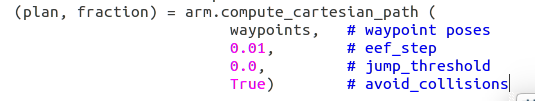 (plan, fraction) = arm.compute_cartesian_path (
waypoints, # waypoint poses
0.01, # eef_step
0.0, # jump_threshold
True) # avoid_collisions